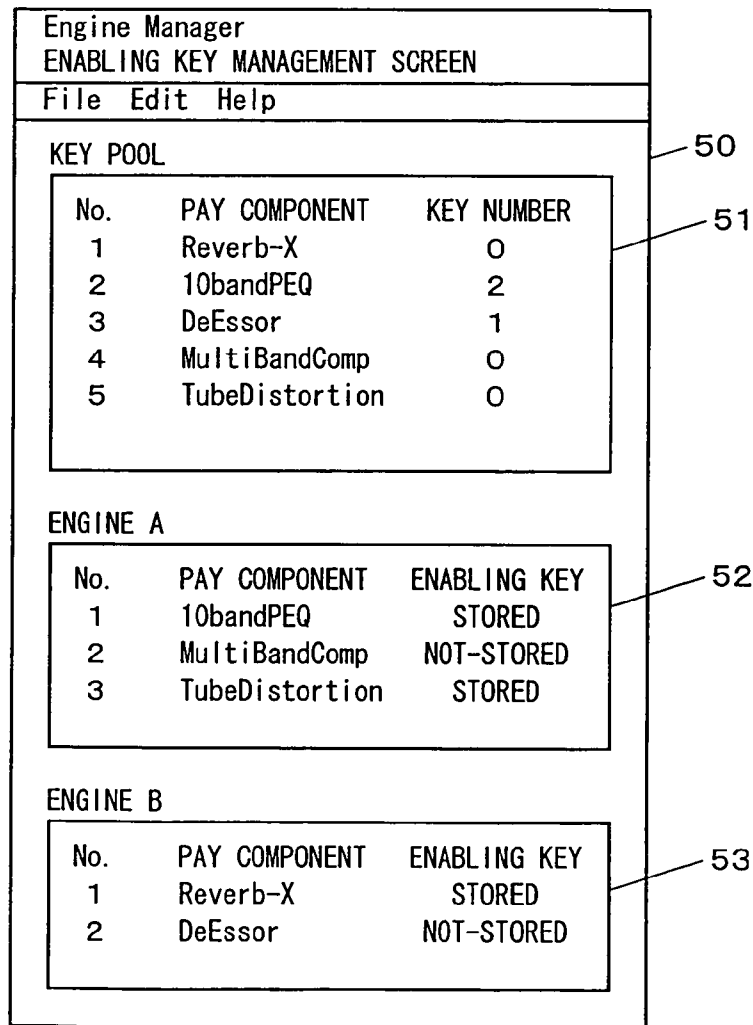 Engine Manager
ENABLING KEY MANAGEMENT SCREEN
File Edit Help
50
KEY POOL
51
No. PAY COMPONENT KEY NUMBER
1 Reverb-X 0
2 10bandPEQ 2
3 DeEssor 1
4 MultiBandComp 0
5 TubeDistortion 0
ENGINE A
52
No. PAY COMPONENT ENABLING KEY
1 10bandPEQ STORED
2 MultiBandComp NOT-STORED
3 TubeDistortion STORED
ENGINE B
53
No. PAY COMPONENT ENABLING KEY
1 Reverb-X STORED
2 DeEssor NOT-STORED